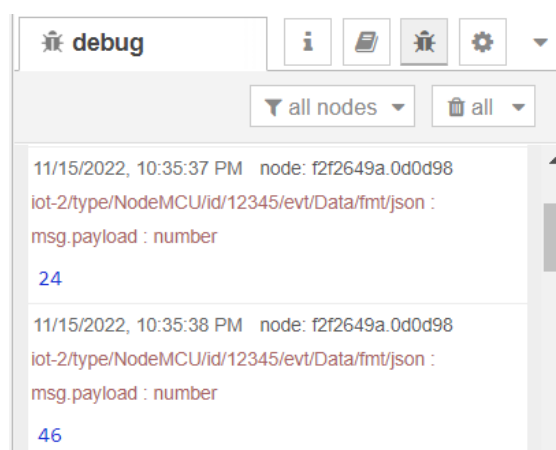 debug
i
all nodes
all
11/15/2022, 10:35:37 PM node: f2f2649a.0d0d98
iot-2/type/NodeMCU/id/12345/evt/Data/fmt/json :
msg.payload : number
24
11/15/2022, 10:35:38 PM node: f2f2649a.0d0d98
iot-2/type/NodeMCU/id/12345/evt/Data/fmt/json :
msg.payload : number
46